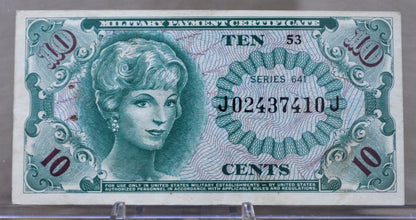 MILITARY PAYMENT CERTIFICATE
10 TEN 53 10
SERIES 641
J02437410J
10 CENTS 10
FOR USE ONLY IN UNITED STATES MILITARY ESTABLISHMENTS — BY UNITED STATES
AUTHORIZED PERSONNEL IN ACCORDANCE WITH APPLICABLE RULES AND REGULATIONS.